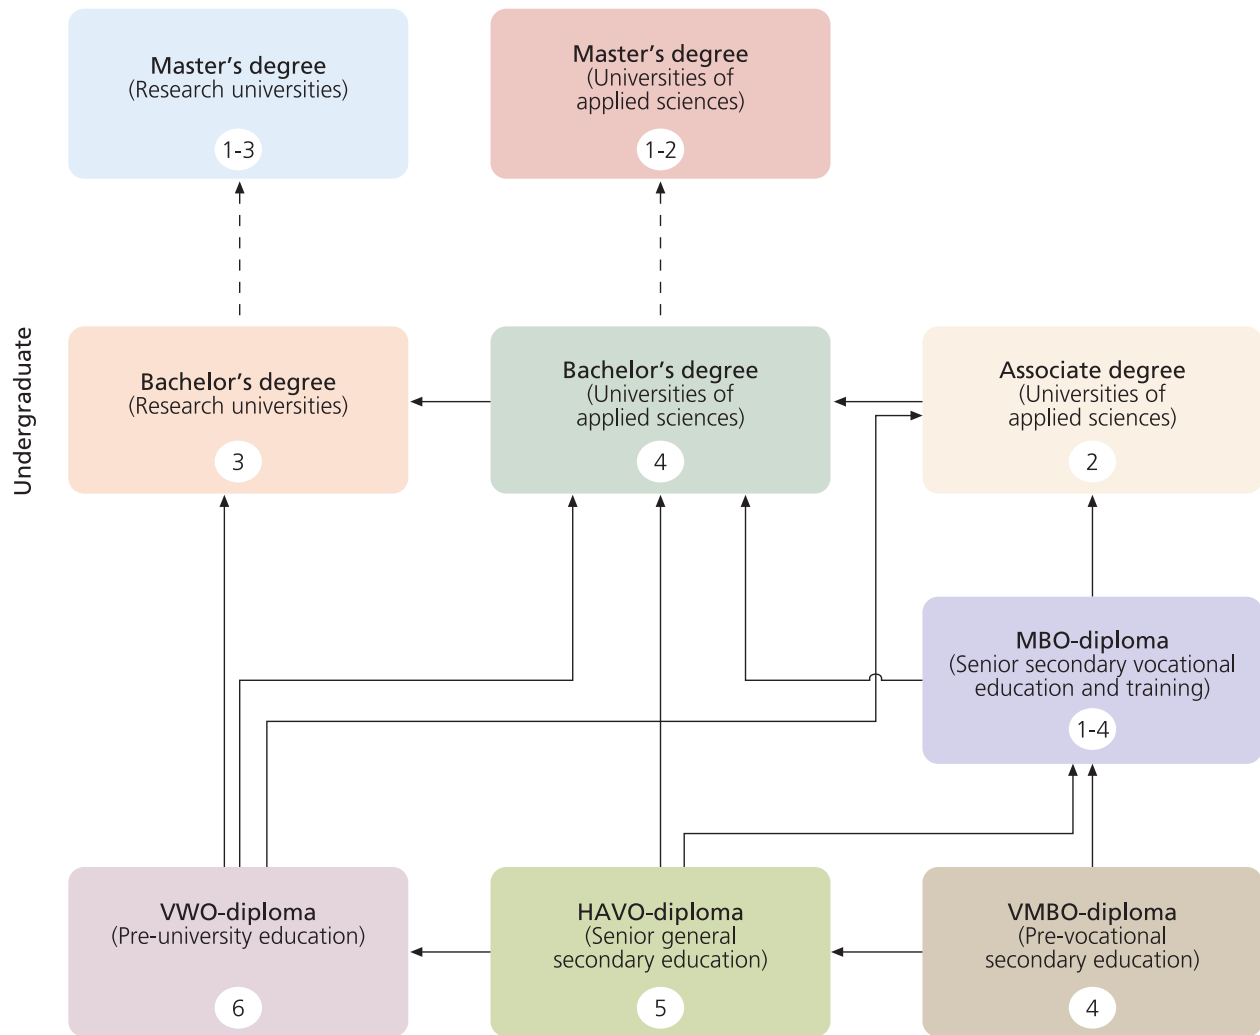 Master's degree
(Research universities)
1-3
Master's degree
(Universities of
applied sciences)
1-2
Undergraduate
Bachelor's degree
(Research universities)
3
Bachelor's degree
(Universities of
applied sciences)
4
Associate degree
(Universities of
applied sciences)
2
MBO-diploma
(Senior secondary vocational
education and training)
1-4
VWO-diploma
(Pre-university education)
6
HAVO-diploma
(Senior general
secondary education)
5
VMBO-diploma
(Pre-vocational
secondary education)
4